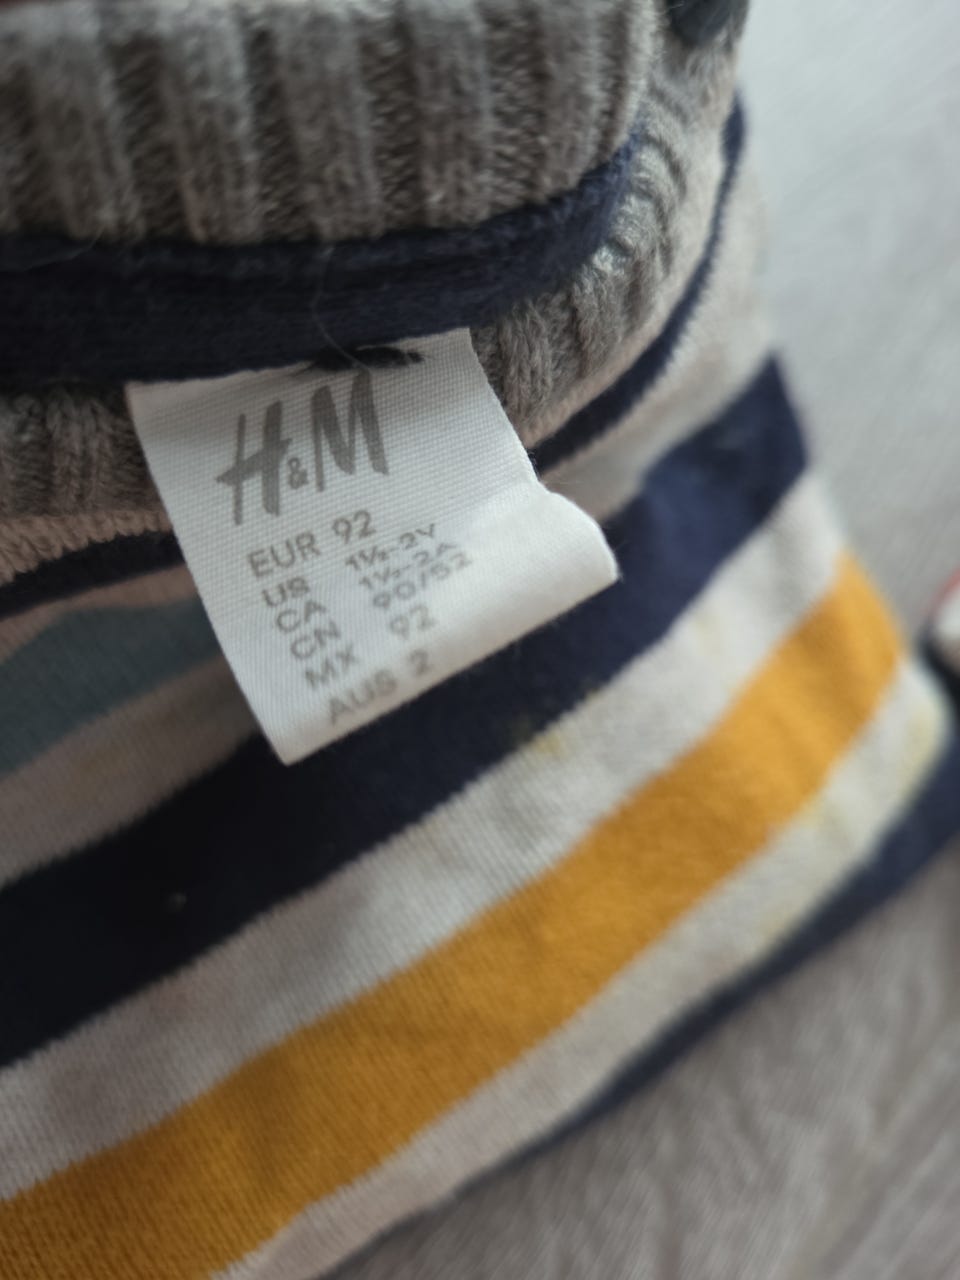 H&M
EUR 92
US 1½-2Y
CA 1½-2A
CN 90/52
MX 92
AUS 2